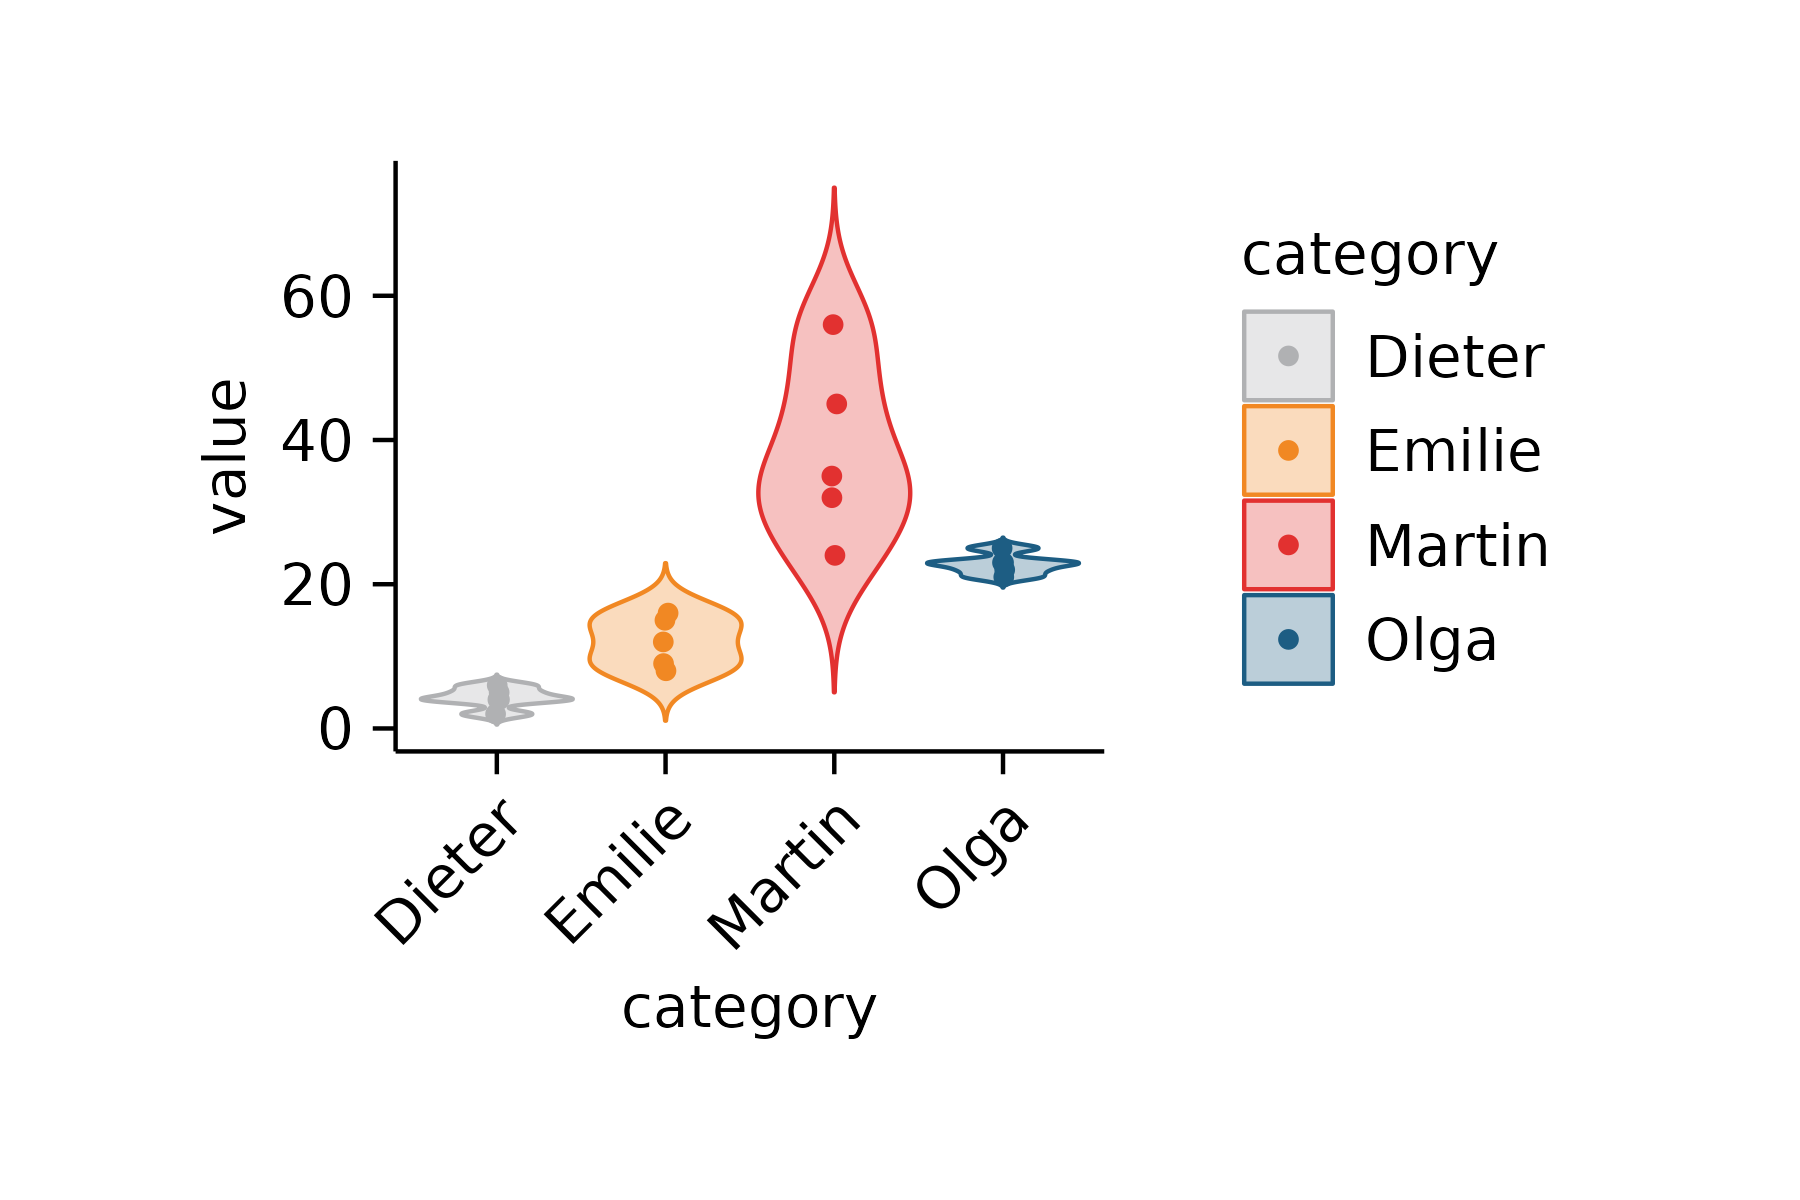 value
60
40
20
0
Dieter
Emilie
Martin
Olga
category
category
Dieter
Emilie
Martin
Olga